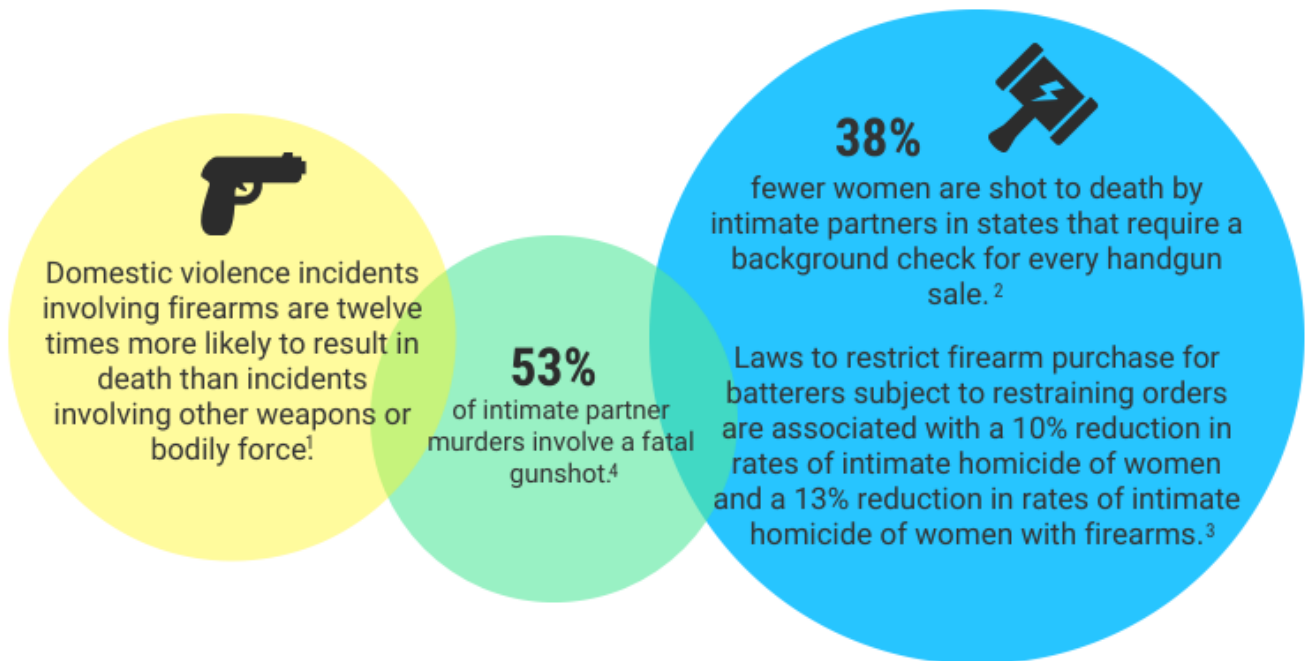 Domestic violence incidents
involving firearms are twelve
times more likely to result in
death than incidents
involving other weapons or
bodily force.¹
53%
of intimate partner
murders involve a fatal
gunshot.⁴
38%
fewer women are shot to death by
intimate partners in states that require a
background check for every handgun
sale. ²
Laws to restrict firearm purchase for
batterers subject to restraining orders
are associated with a 10% reduction in
rates of intimate homicide of women
and a 13% reduction in rates of intimate
homicide of women with firearms. ³